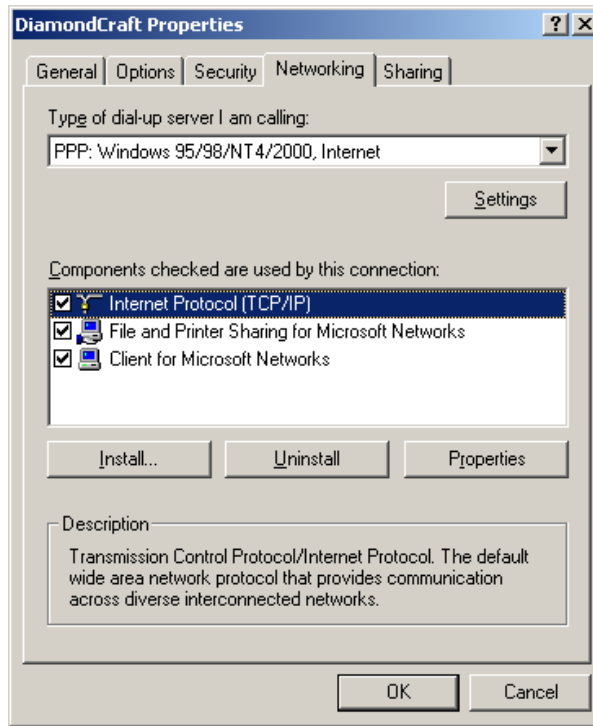 DiamondCraft Properties
General Options Security Networking Sharing
Type of dial-up server I am calling:
PPP: Windows 95/98/NT4/2000, Internet
Settings
Components checked are used by this connection:
Internet Protocol (TCP/IP)
File and Printer Sharing for Microsoft Networks
Client for Microsoft Networks
Install... Uninstall Properties
Description
Transmission Control Protocol/Internet Protocol. The default
wide area network protocol that provides communication
across diverse interconnected networks.
OK Cancel